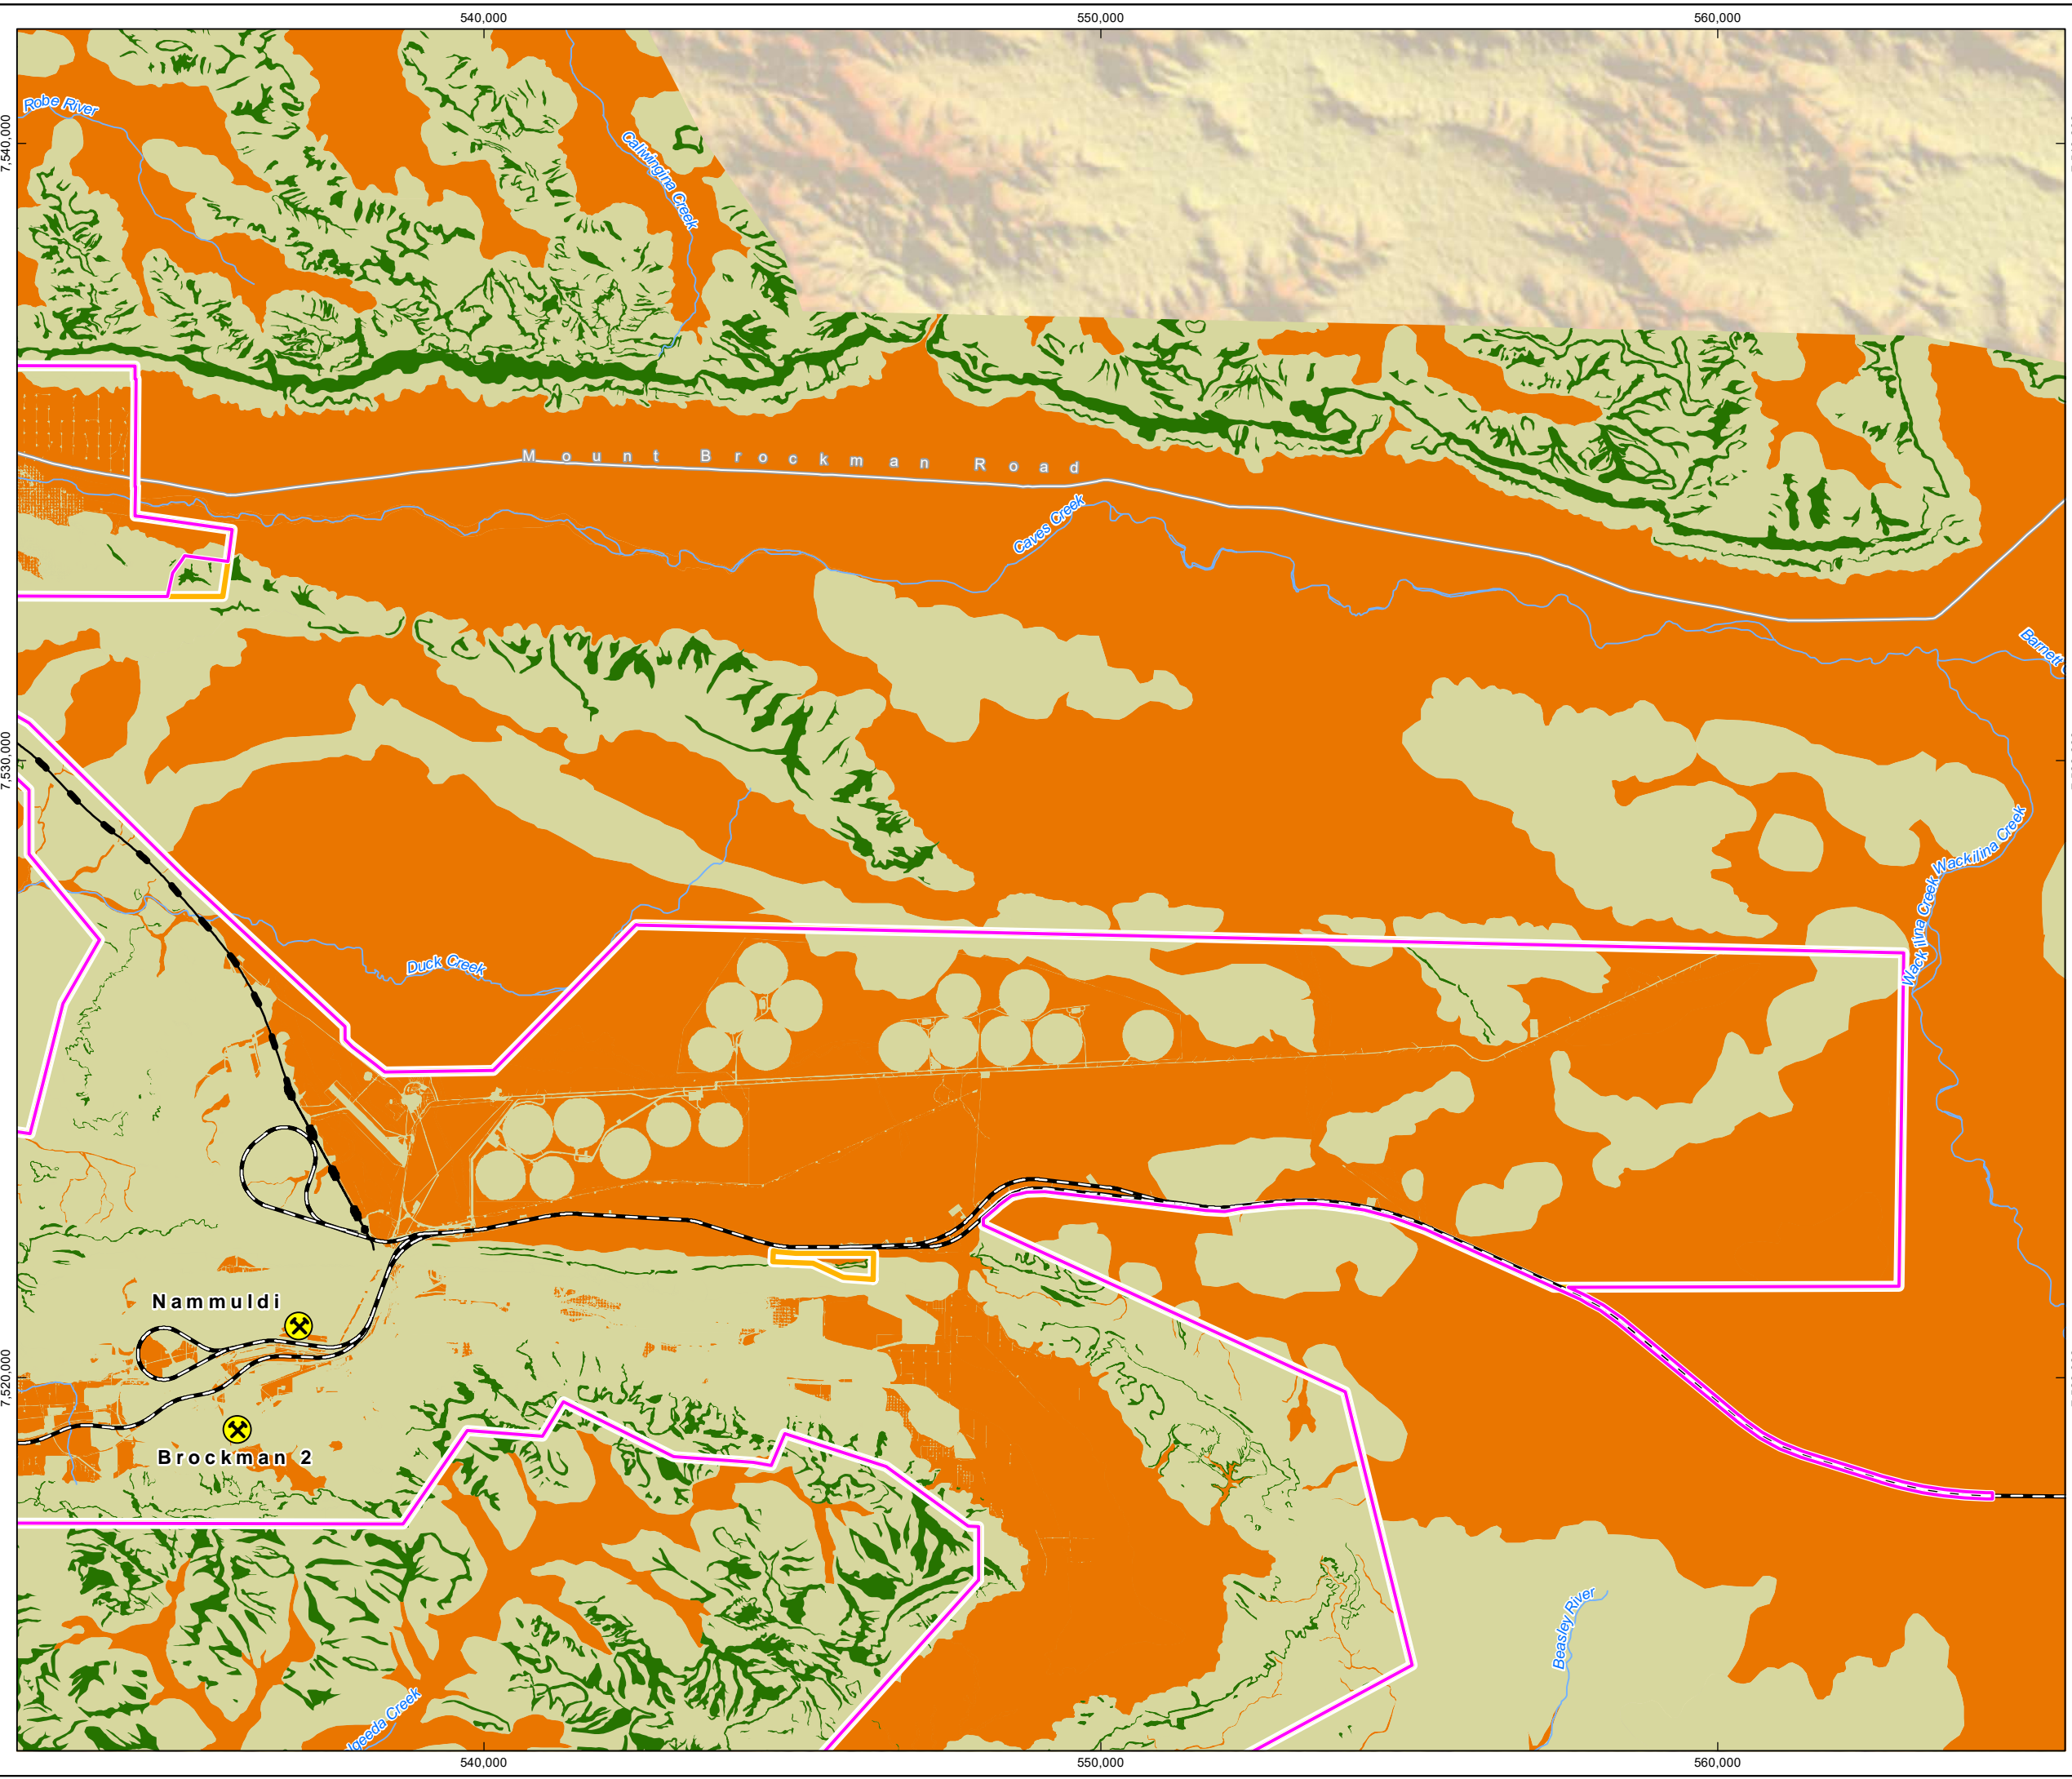 540,000
550,000
560,000
7,540,000
Robe River
Caliwingina Creek
Mount Brockman Road
Caves Creek
Barnett
7,530,000
Wackilina Creek
Wackilina Creek
Duck Creek
Nammuldi
7,520,000
Brockman 2
Beasley River
lgeeda Creek
540,000
550,000
560,000